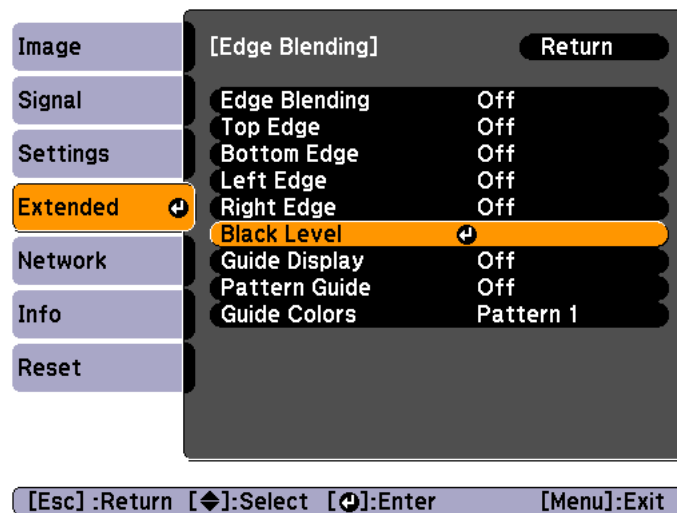 Image
Signal
Settings
Extended
Network
Info
Reset
[Edge Blending] Return
Edge Blending Off
Top Edge Off
Bottom Edge Off
Left Edge Off
Right Edge Off
Black Level
Guide Display Off
Pattern Guide Off
Guide Colors Pattern 1
[Esc] :Return [◆]:Select [⏎]:Enter [Menu]:Exit